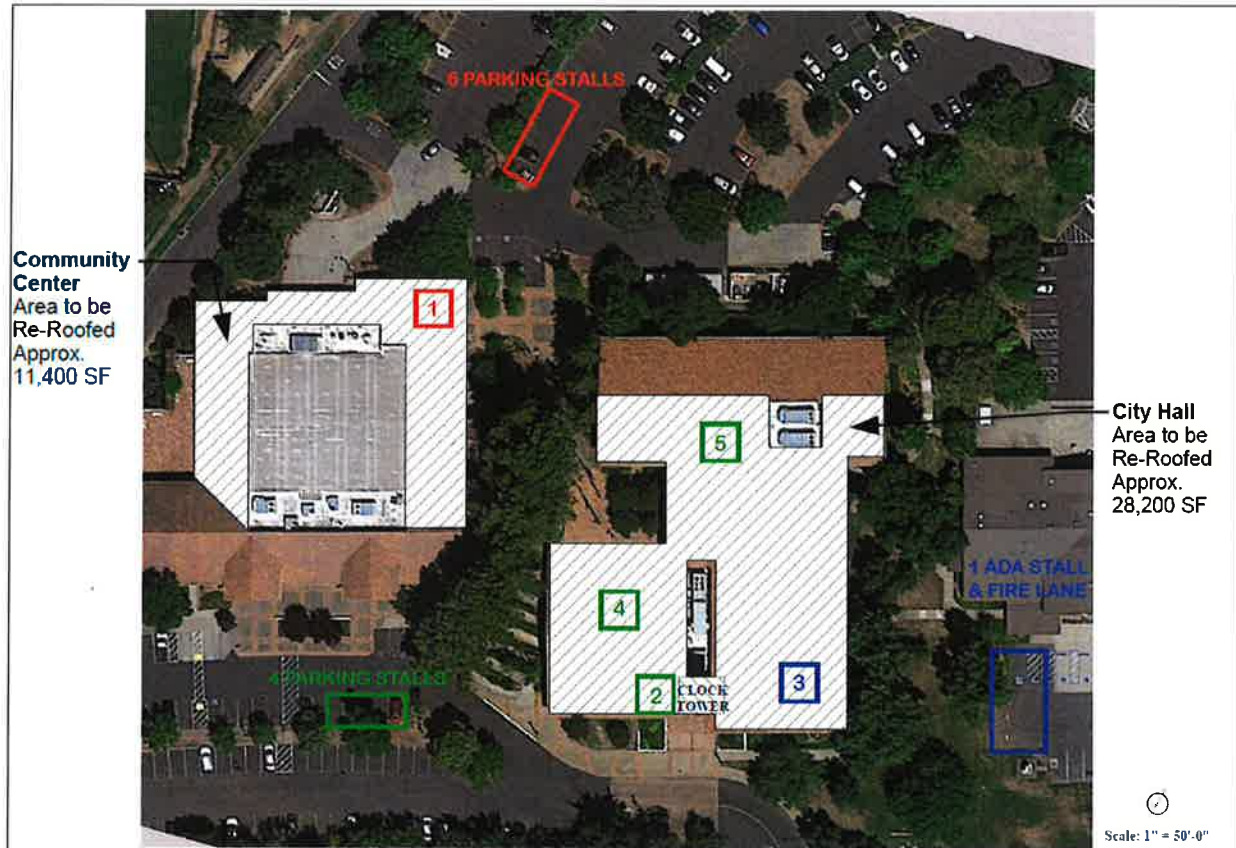 6 PARKING STALLS
Community
Center
Area to be
Re-Roofed
Approx.
11,400 SF
1
5
City Hall
Area to be
Re-Roofed
Approx.
28,200 SF
1 ADA STALL
& FIRE LANE
4
4 PARKING STALLS
2
CLOCK
TOWER
3
Scale: 1" = 50'-0"